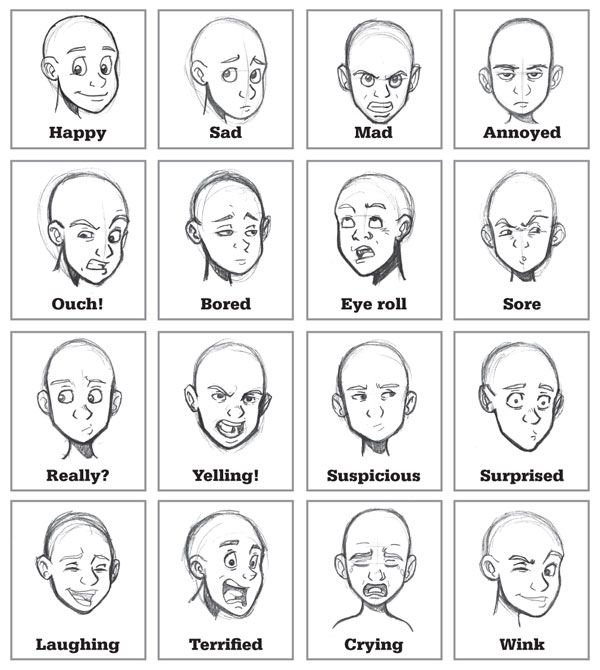 Happy
Sad
Mad
Annoyed
Ouch!
Bored
Eye roll
Sore
Really?
Yelling!
Suspicious
Surprised
Laughing
Terrified
Crying
Wink